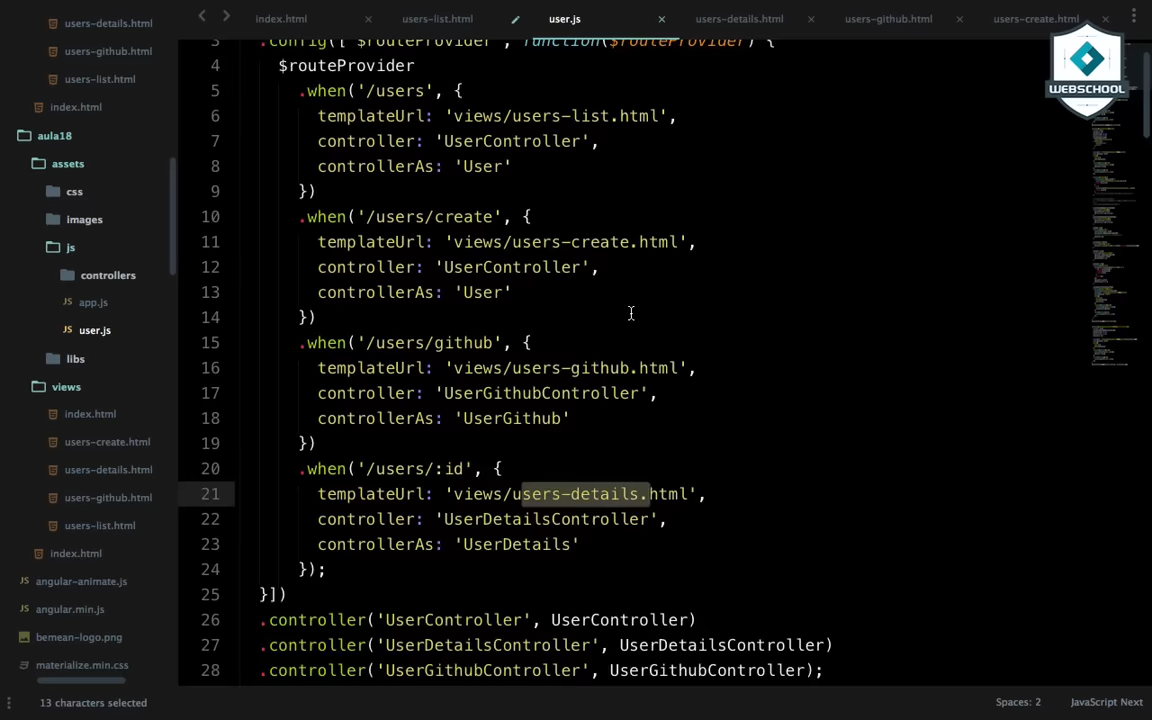 users-details.html
users-github.html
users-list.html
index.html
aula18
assets
css
images
js
controllers
app.js
user.js
libs
views
index.html
users-create.html
users-details.html
users-github.html
users-list.html
index.html
angular-animate.js
angular.min.js
bemean-logo.png
materialize.min.css
13 characters selected
index.html
users-list.html
user.js
users-details.html
users-github.html
users-create.html
WEBSCHOOL
3 .config(['$routeProvider', function($routeProvider) {
4 $routeProvider
5 .when('/users', {
6 templateUrl: 'views/users-list.html',
7 controller: 'UserController',
8 controllerAs: 'User'
9 })
10 .when('/users/create', {
11 templateUrl: 'views/users-create.html',
12 controller: 'UserController',
13 controllerAs: 'User'
14 })
15 .when('/users/github', {
16 templateUrl: 'views/users-github.html',
17 controller: 'UserGithubController',
18 controllerAs: 'UserGithub'
19 })
20 .when('/users/:id', {
21 templateUrl: 'views/users-details.html',
22 controller: 'UserDetailsController',
23 controllerAs: 'UserDetails'
24 });
25 }])
26 .controller('UserController', UserController)
27 .controller('UserDetailsController', UserDetailsController)
28 .controller('UserGithubController', UserGithubController);
Spaces: 2
JavaScript Next